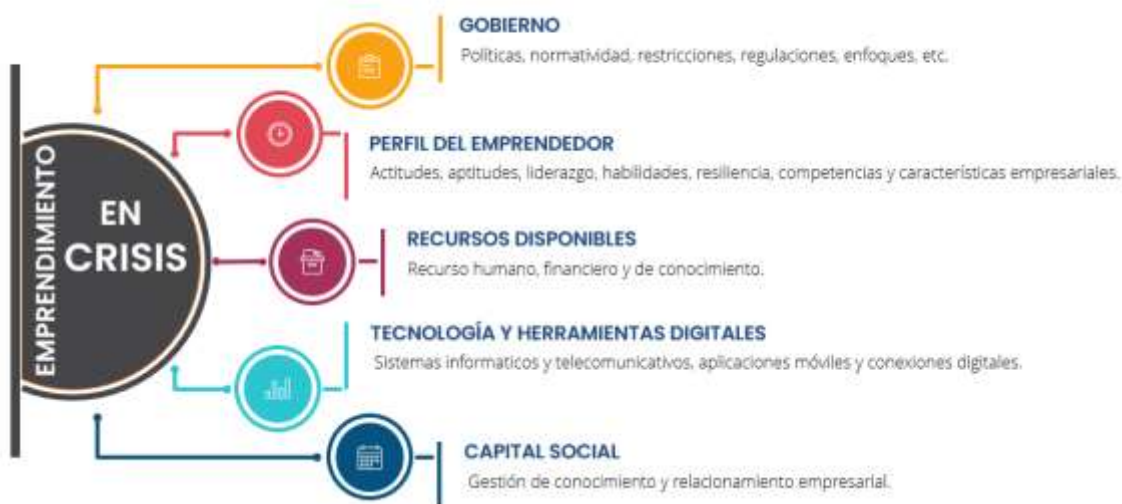 EMPRENDIMIENTO
EN
CRISIS
GOBIERNO
Políticas, normatividad, restricciones, regulaciones, enfoques, etc.
PERFIL DEL EMPRENDEDOR
Actitudes, aptitudes, liderazgo, habilidades, resiliencia, competencias y características empresariales.
RECURSOS DISPONIBLES
Recurso humano, financiero y de conocimiento.
TECNOLOGÍA Y HERRAMIENTAS DIGITALES
Sistemas informaticos y telecomunicativos, aplicaciones móviles y conexiones digitales.
CAPITAL SOCIAL
Gestión de conocimiento y relacionamiento empresarial.